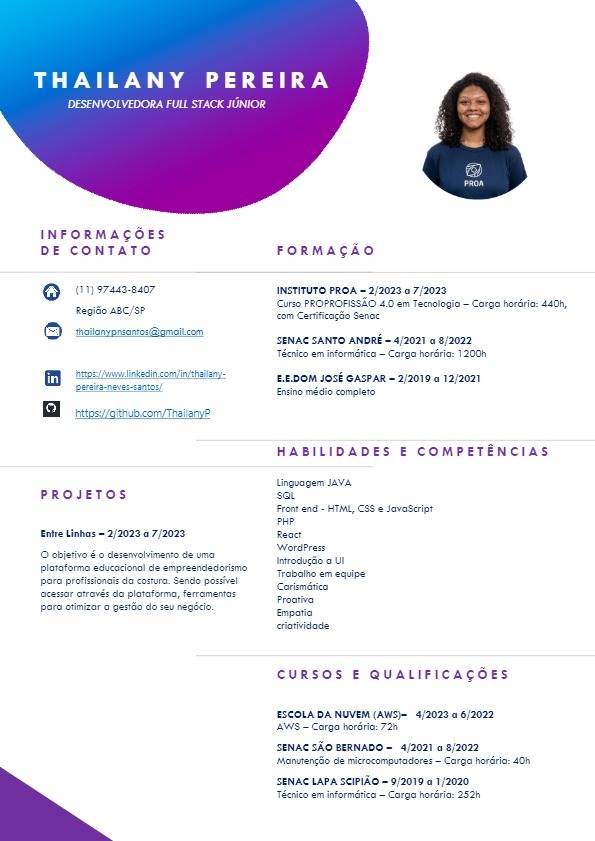 THAILANY PEREIRA
DESENVOLVEDORA FULL STACK JÚNIOR
PROA
INFORMAÇÕES
DE CONTATO
(11) 97443-8407
Região ABC/SP
thailanypnsantos@gmail.com
https://www.linkedin.com/in/thailany-
pereira-neves-santos/
https://github.com/ThailanyP
PROJETOS
Entre Linhas – 2/2023 a 7/2023
O objetivo é o desenvolvimento de uma
plataforma educacional de empreendedorismo
para profissionais da costura. Sendo possível
acessar através da plataforma, ferramentas
para otimizar a gestão do seu negócio.
FORMAÇÃO
INSTITUTO PROA – 2/2023 a 7/2023
Curso PROPROFISSÃO 4.0 em Tecnologia – Carga horária: 440h,
com Certificação Senac
SENAC SANTO ANDRÉ – 4/2021 a 8/2022
Técnico em informática – Carga horária: 1200h
E.E.DOM JOSÉ GASPAR – 2/2019 a 12/2021
Ensino médio completo
HABILIDADES E COMPETÊNCIAS
Linguagem JAVA
SQL
Front end - HTML, CSS e JavaScript
PHP
React
WordPress
Introdução a UI
Trabalho em equipe
Carismática
Proativa
Empatia
criatividade
CURSOS E QUALIFICAÇÕES
ESCOLA DA NUVEM (AWS)– 4/2023 a 6/2022
AWS – Carga horária: 72h
SENAC SÃO BERNADO – 4/2021 a 8/2022
Manutenção de microcomputadores – Carga horária: 40h
SENAC LAPA SCIPIÃO – 9/2019 a 1/2020
Técnico em informática – Carga horária: 252h